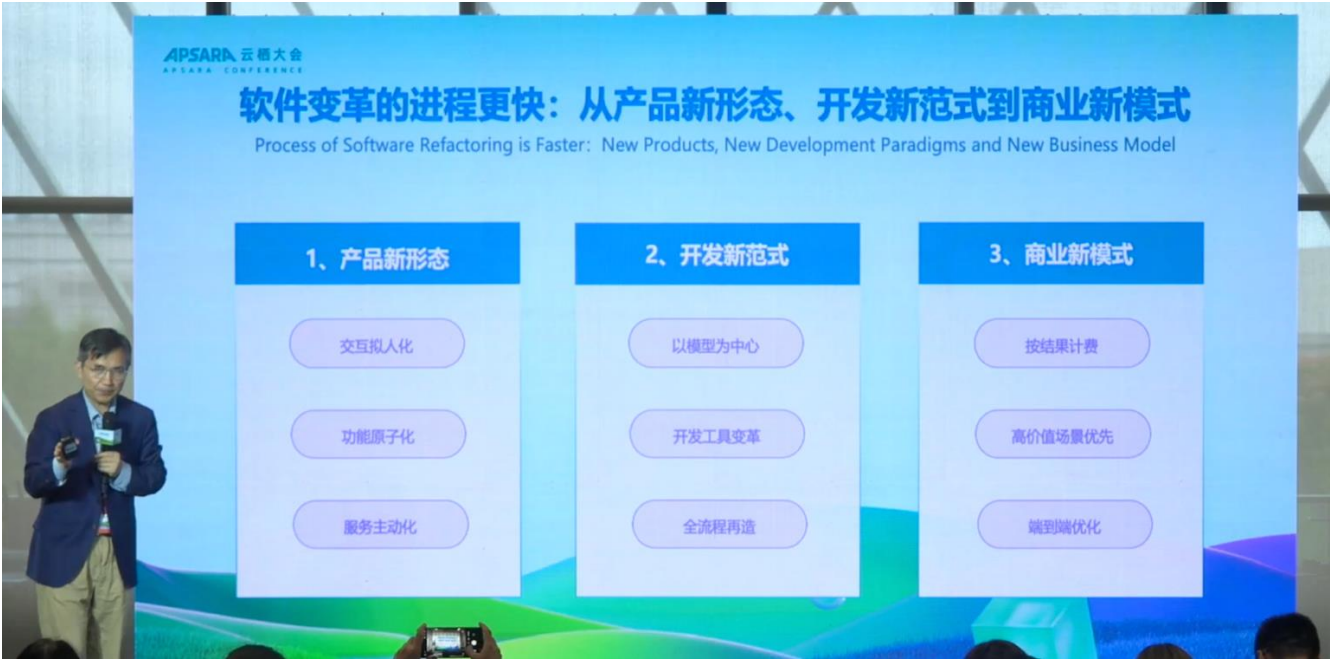 APSARA 云栖大会
APSARA CONFERENCE
软件变革的进程更快：从产品新形态、开发新范式到商业新模式
Process of Software Refactoring is Faster: New Products, New Development Paradigms and New Business Model
1、产品新形态
交互拟人化
功能原子化
服务主动化
2、开发新范式
以模型为中心
开发工具变革
全流程再造
3、商业新模式
按结果计费
高价值场景优先
端到端优化